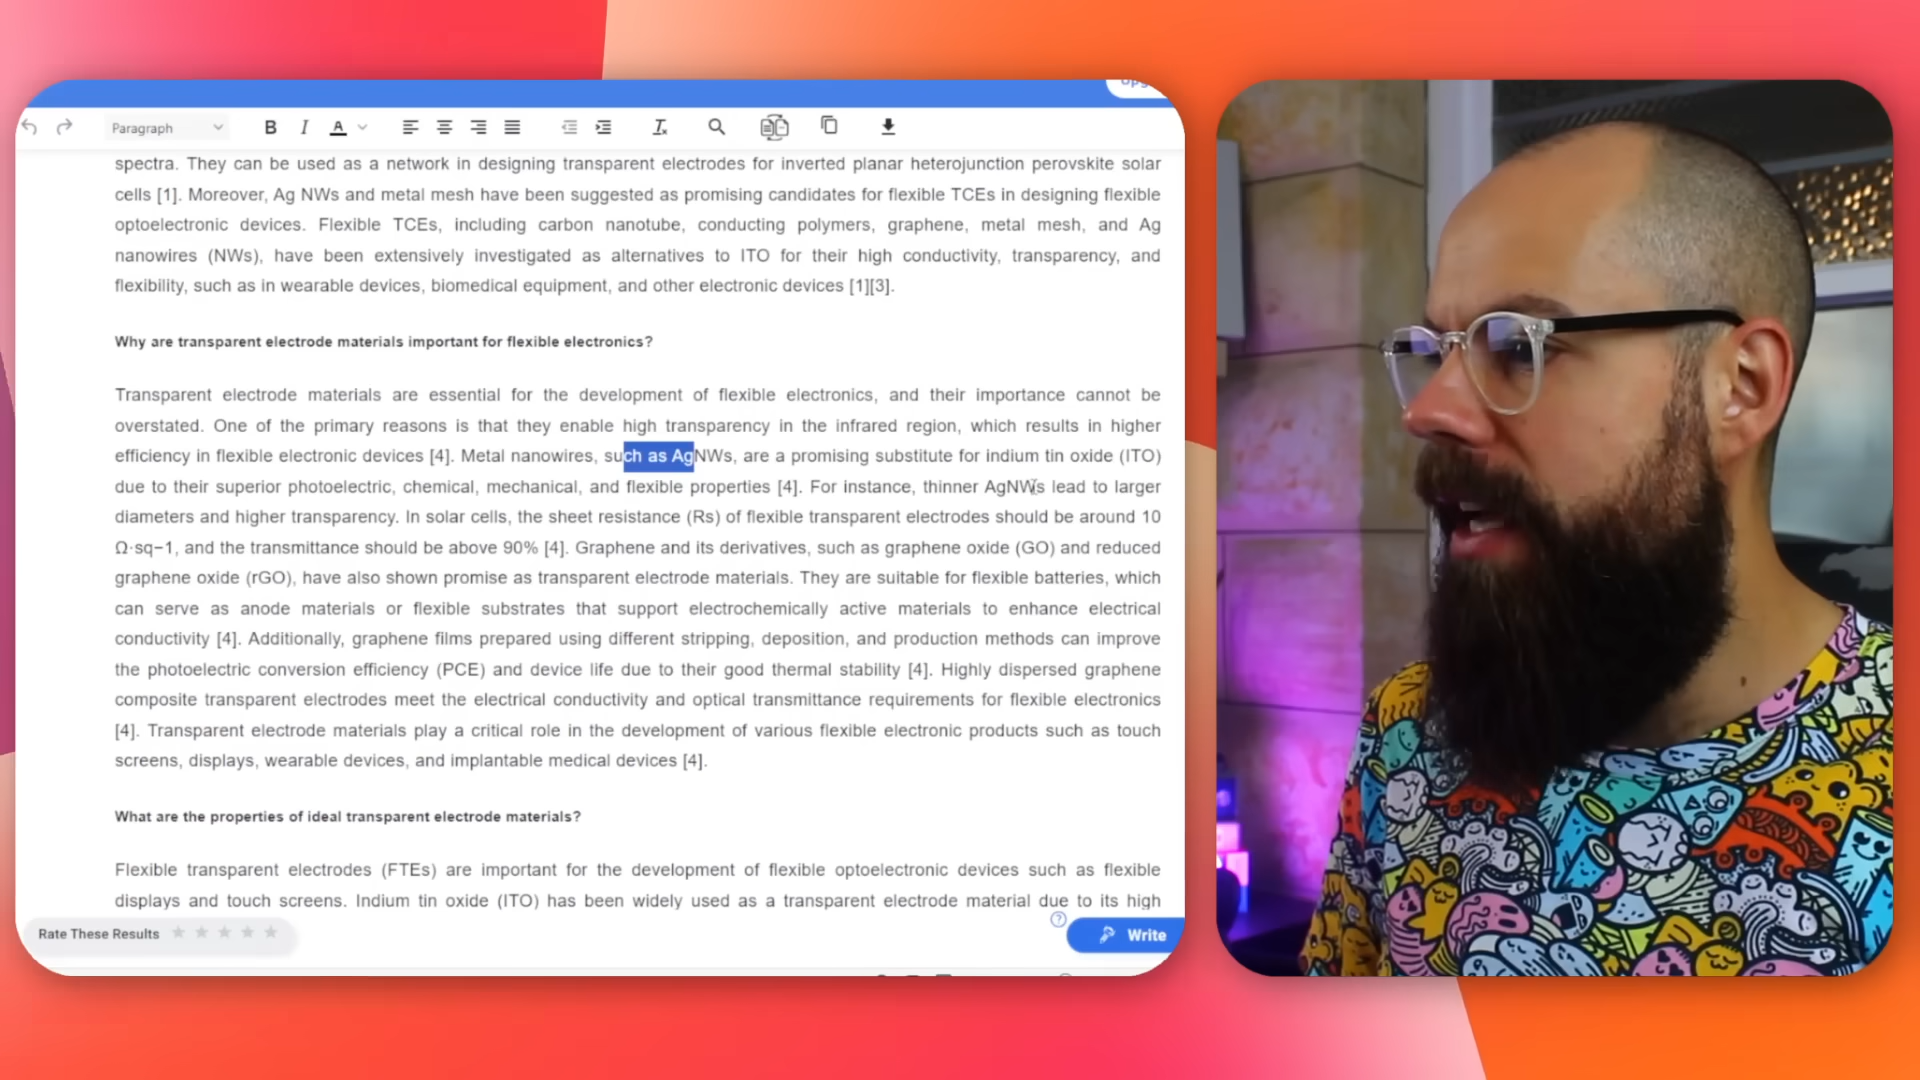 Paragraph
B
I
A
spectra. They can be used as a network in designing transparent electrodes for inverted planar heterojunction perovskite solar
cells [1]. Moreover, Ag NWs and metal mesh have been suggested as promising candidates for flexible TCEs in designing flexible
optoelectronic devices. Flexible TCEs, including carbon nanotube, conducting polymers, graphene, metal mesh, and Ag
nanowires (NWs), have been extensively investigated as alternatives to ITO for their high conductivity, transparency, and
flexibility, such as in wearable devices, biomedical equipment, and other electronic devices [1][3].
Why are transparent electrode materials important for flexible electronics?
Transparent electrode materials are essential for the development of flexible electronics, and their importance cannot be
overstated. One of the primary reasons is that they enable high transparency in the infrared region, which results in higher
efficiency in flexible electronic devices [4]. Metal nanowires, such as AgNWs, are a promising substitute for indium tin oxide (ITO)
due to their superior photoelectric, chemical, mechanical, and flexible properties [4]. For instance, thinner AgNWs lead to larger
diameters and higher transparency. In solar cells, the sheet resistance (Rs) of flexible transparent electrodes should be around 10
Ω·sq−1, and the transmittance should be above 90% [4]. Graphene and its derivatives, such as graphene oxide (GO) and reduced
graphene oxide (rGO), have also shown promise as transparent electrode materials. They are suitable for flexible batteries, which
can serve as anode materials or flexible substrates that support electrochemically active materials to enhance electrical
conductivity [4]. Additionally, graphene films prepared using different stripping, deposition, and production methods can improve
the photoelectric conversion efficiency (PCE) and device life due to their good thermal stability [4]. Highly dispersed graphene
composite transparent electrodes meet the electrical conductivity and optical transmittance requirements for flexible electronics
[4]. Transparent electrode materials play a critical role in the development of various flexible electronic products such as touch
screens, displays, wearable devices, and implantable medical devices [4].
What are the properties of ideal transparent electrode materials?
Flexible transparent electrodes (FTEs) are important for the development of flexible optoelectronic devices such as flexible
displays and touch screens. Indium tin oxide (ITO) has been widely used as a transparent electrode material due to its high
Rate These Results
Write